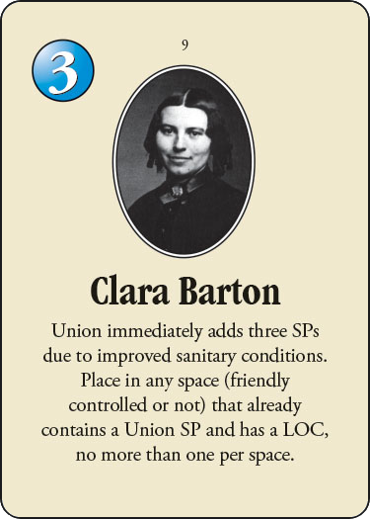 9
3
Clara Barton
Union immediately adds three SPs
due to improved sanitary conditions.
Place in any space (friendly
controlled or not) that already
contains a Union SP and has a LOC,
no more than one per space.